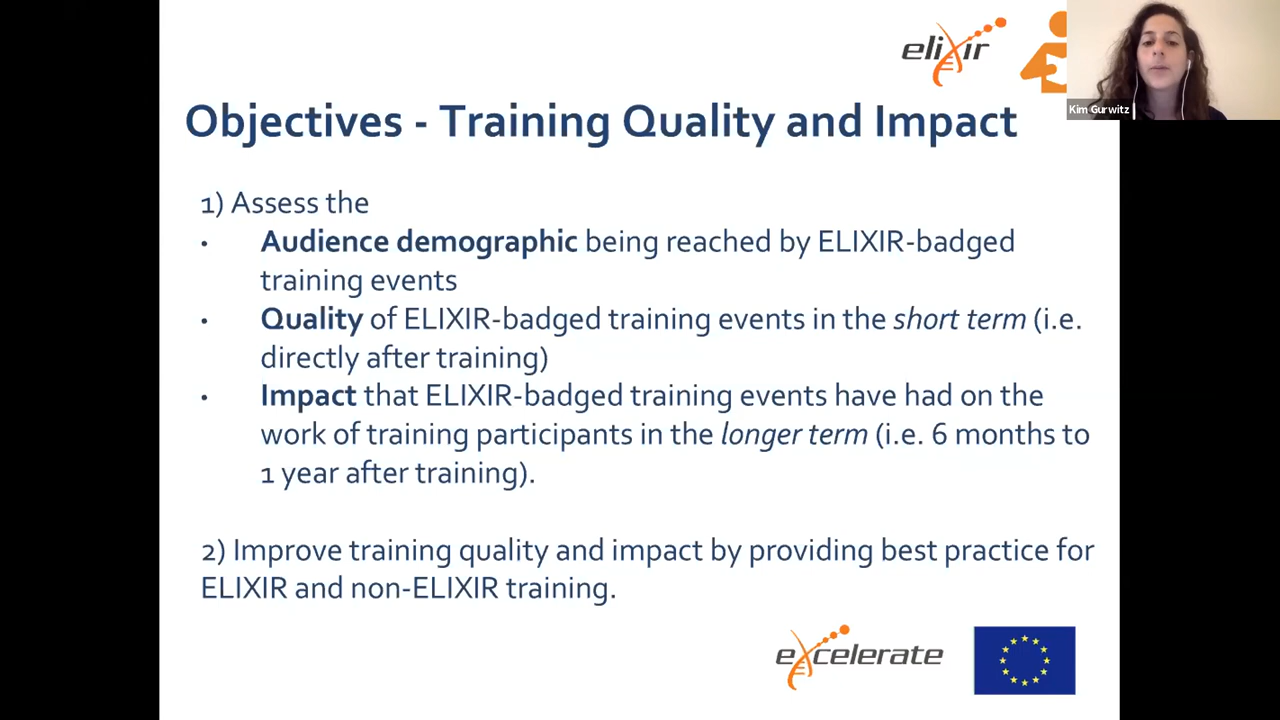 elixir
Kim Gurwitz
Objectives - Training Quality and Impact
1) Assess the
• Audience demographic being reached by ELIXIR-badged
training events
• Quality of ELIXIR-badged training events in the short term (i.e.
directly after training)
• Impact that ELIXIR-badged training events have had on the
work of training participants in the longer term (i.e. 6 months to
1 year after training).
2) Improve training quality and impact by providing best practice for
ELIXIR and non-ELIXIR training.
excelerate